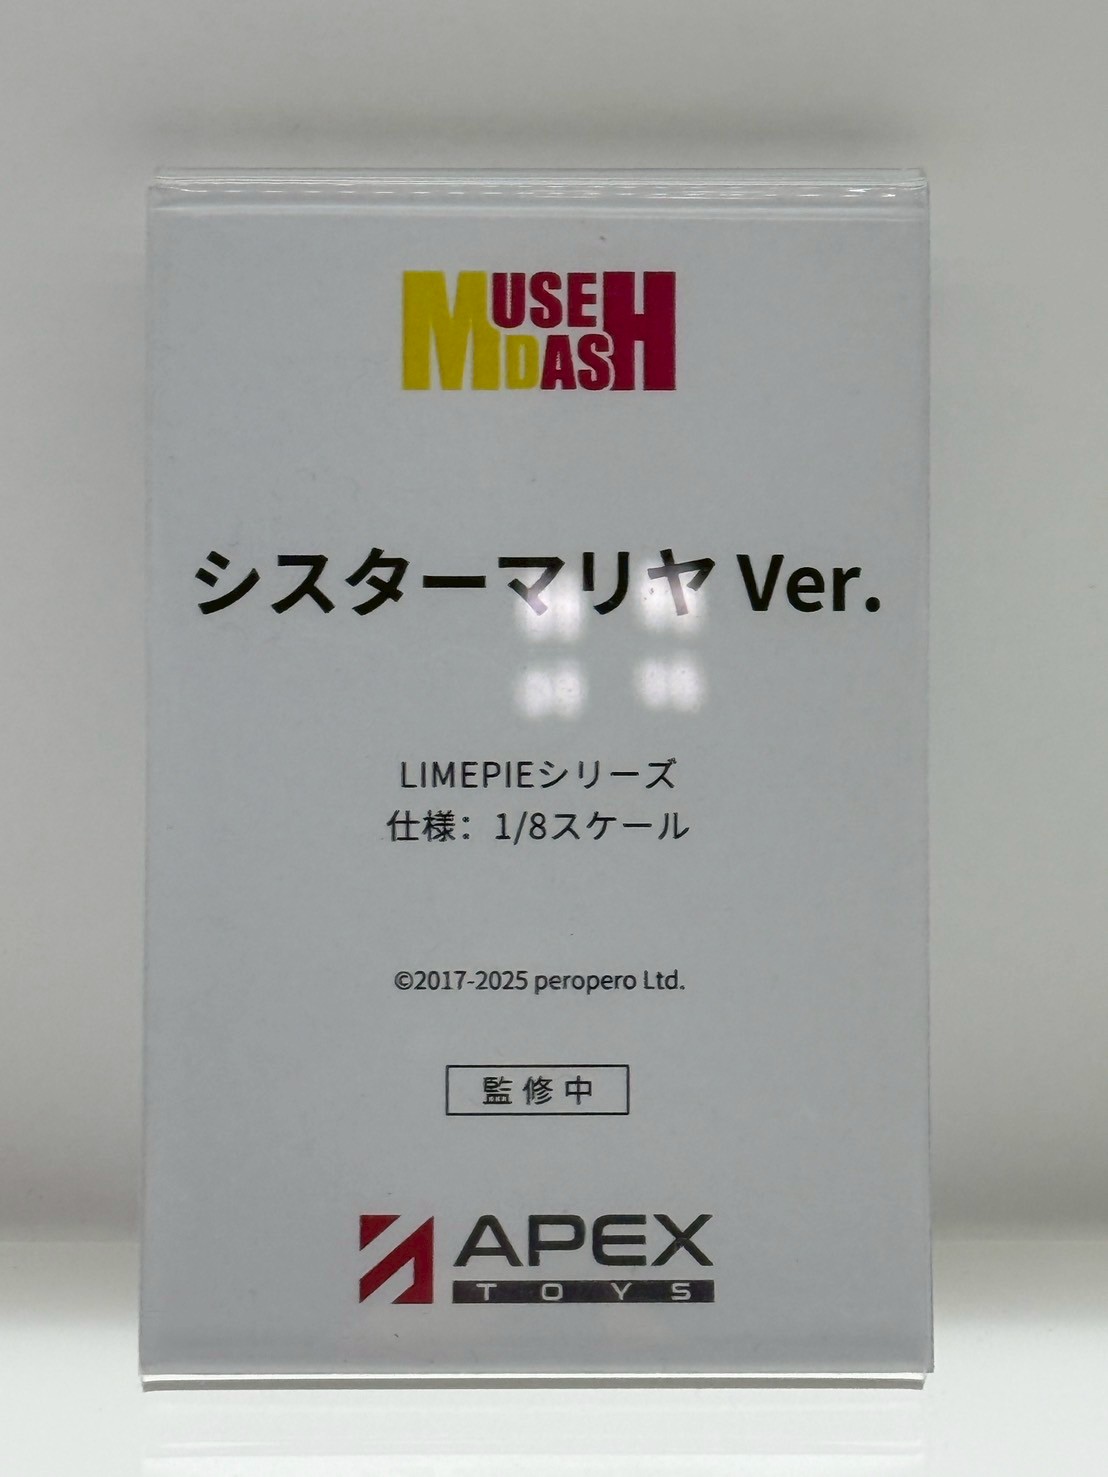 MUSE DASH
シスターマリヤ Ver.
LIMEPIEシリーズ
仕様：1/8スケール
©2017-2025 peropero Ltd.
監修中
APEX
TOYS